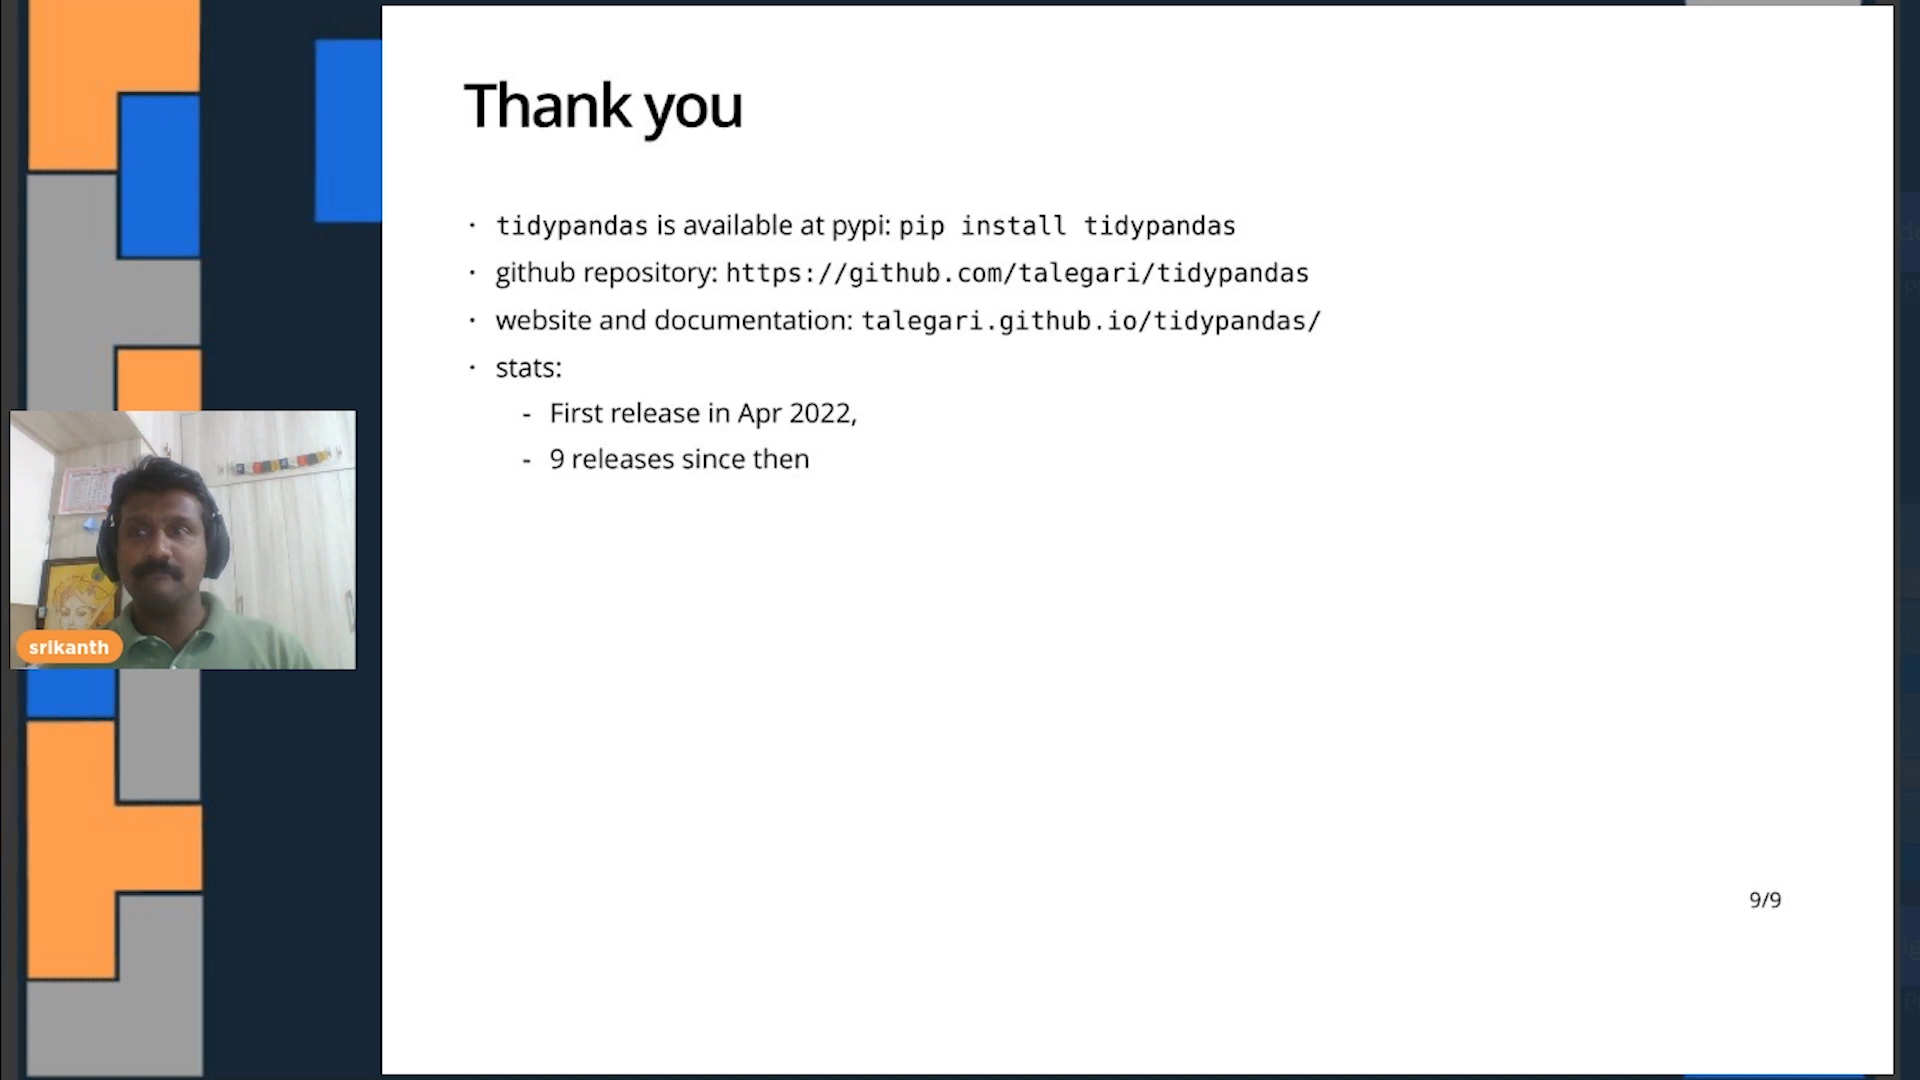 Thank you
· tidypandas is available at pypi: pip install tidypandas
· github repository: https://github.com/talegari/tidypandas
· website and documentation: talegari.github.io/tidypandas/
· stats:
- First release in Apr 2022,
- 9 releases since then
srikanth
9/9